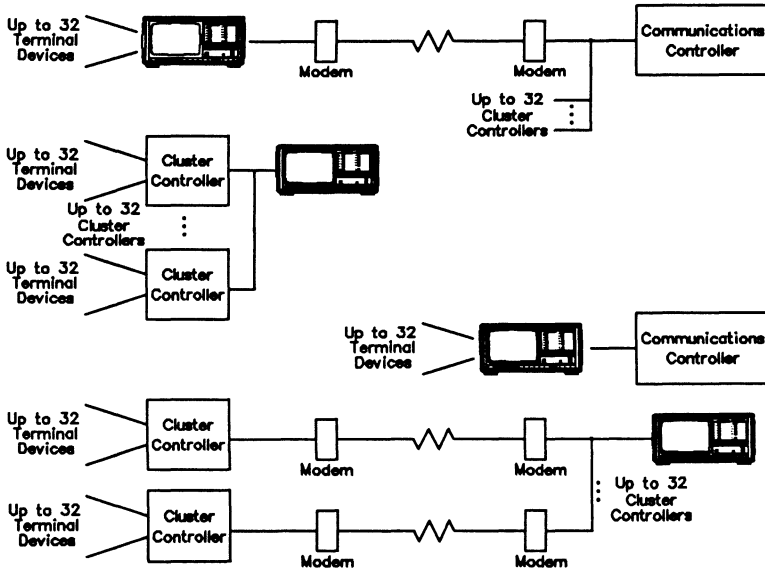 Up to 32
Terminal
Devices
Modem
Modem
Communications
Controller
Up to 32
Cluster
Controllers
Up to 32
Terminal
Devices
Cluster
Controller
Up to 32
Cluster
Controllers
Up to 32
Terminal
Devices
Cluster
Controller
Up to 32
Terminal
Devices
Communications
Controller
Up to 32
Terminal
Devices
Cluster
Controller
Modem
Modem
Up to 32
Cluster
Controllers
Up to 32
Terminal
Devices
Cluster
Controller
Modem
Modem